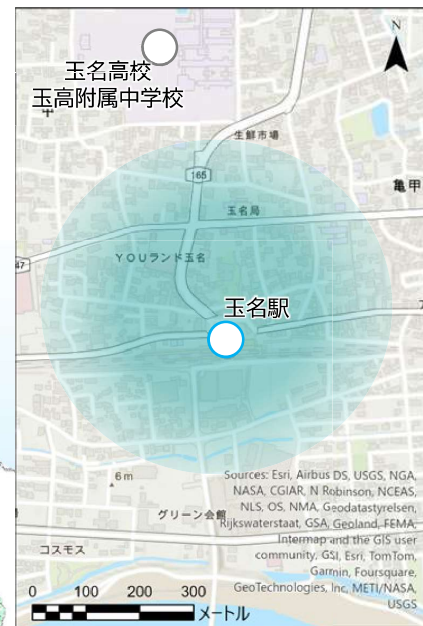 N
玉名高校
玉高附属中学校
生鮮市場
165
亀甲
玉名局
47
YOUランド玉名
玉名駅
6m
Sources: Esri, Airbus DS, USGS, NGA,
NASA, CGIAR, N Robinson, NCEAS,
NLS, OS, NMA, Geodatastyrelsen,
グリーン会館
Rijkswaterstaat, GSA, Geoland, FEMA,
Intermap and the GIS user
コスモス
community, GSI, Esri, TomTom,
Garmin, Foursquare,
GeoTechnologies, Inc, METI/NASA,
USGS
0 100 200 300
メートル